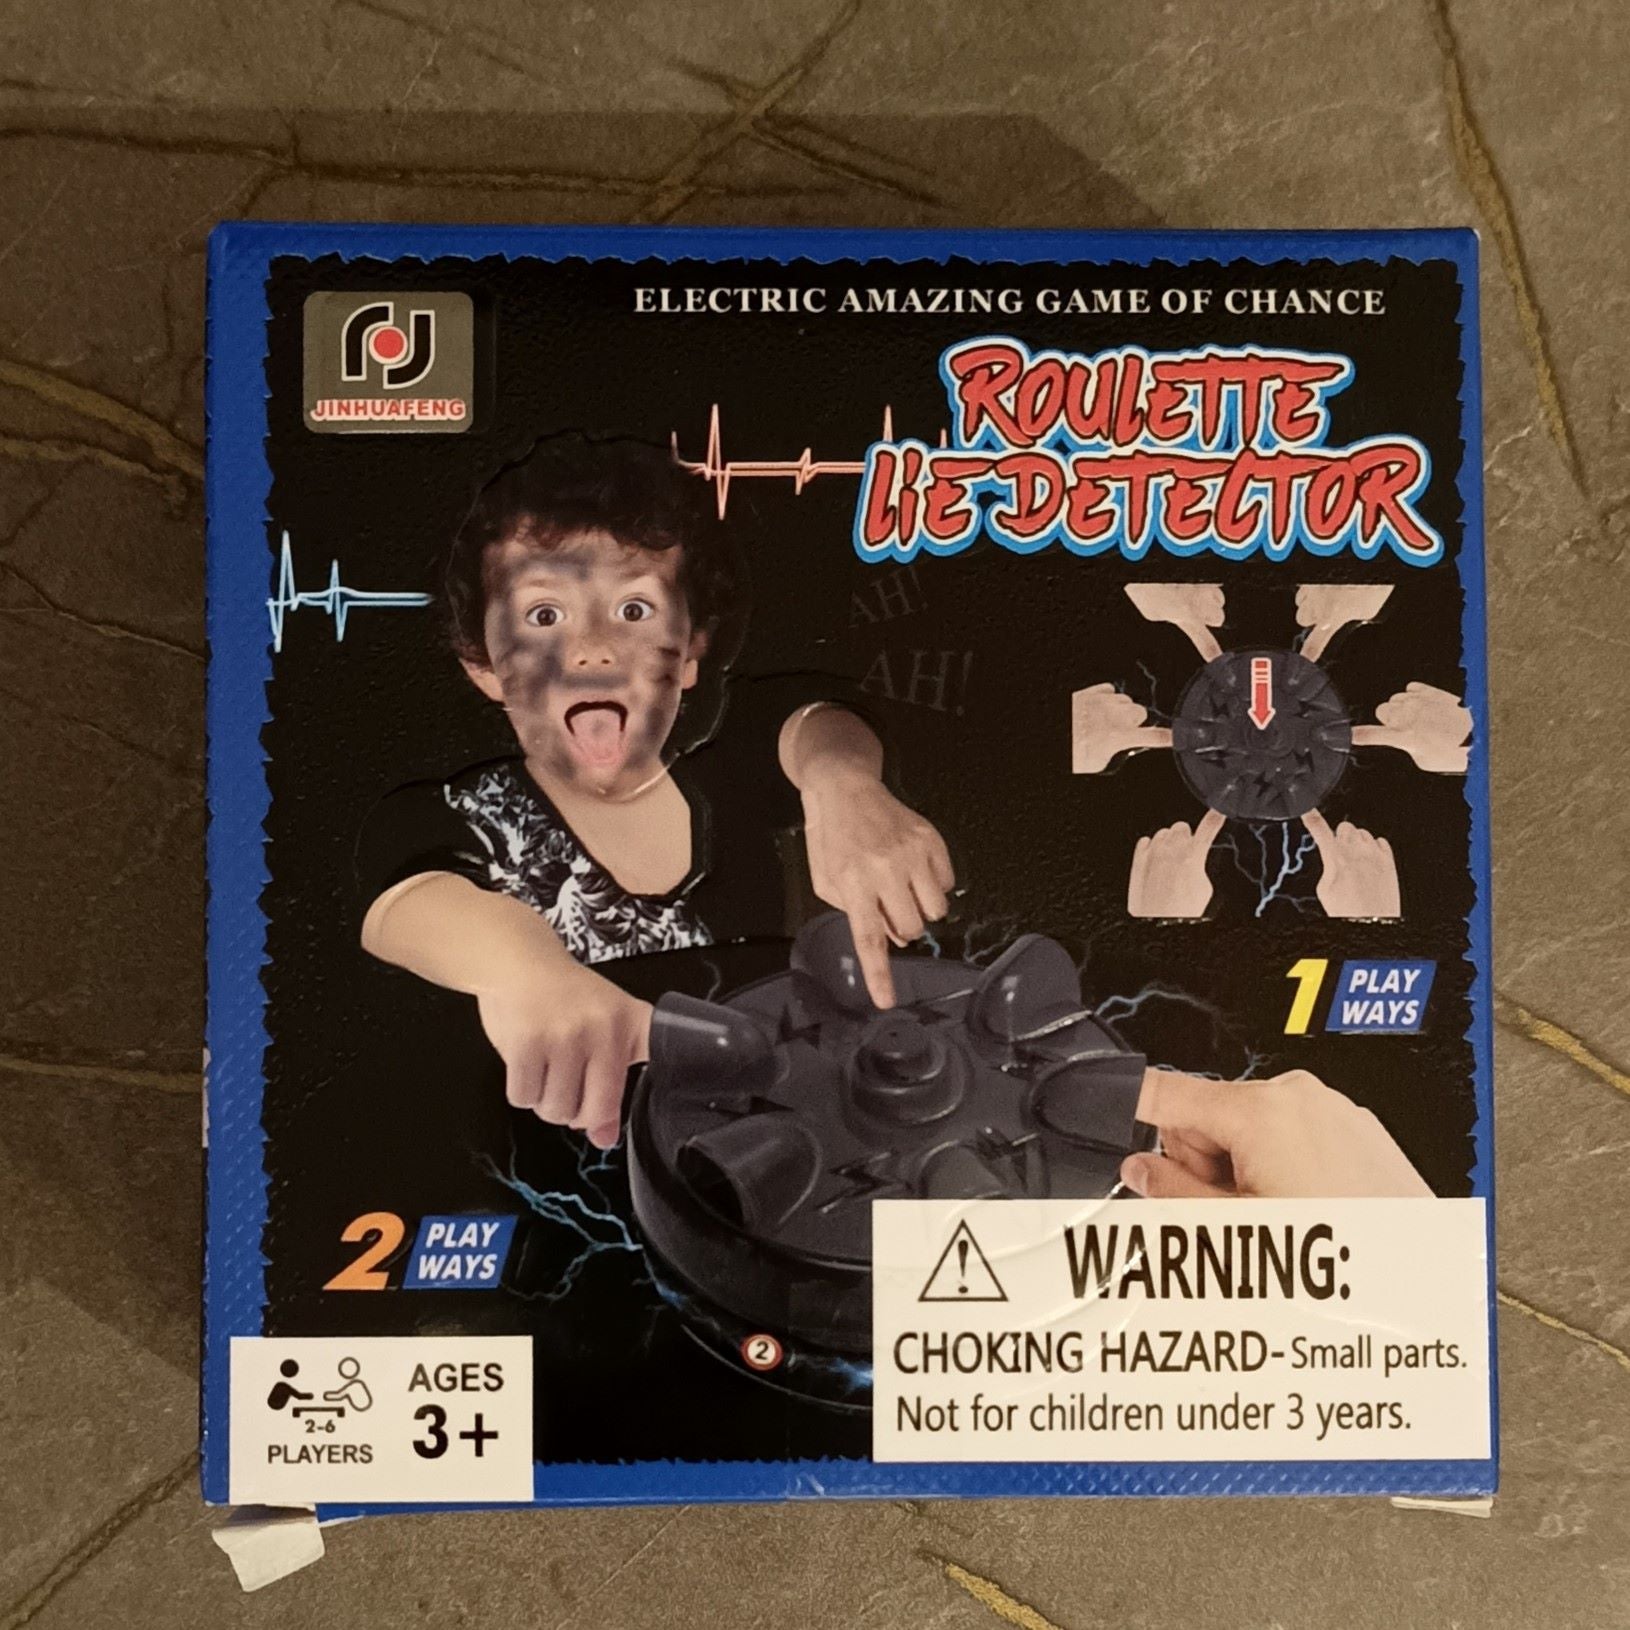 ELECTRIC AMAZING GAME OF CHANCE
JINHUAFENG
ROULETTE
LIE DETECTOR
AH!
AH!
1 PLAY
WAYS
2 PLAY
WAYS
2
WARNING:
CHOKING HAZARD-Small parts.
Not for children under 3 years.
2-6
PLAYERS
AGES
3+